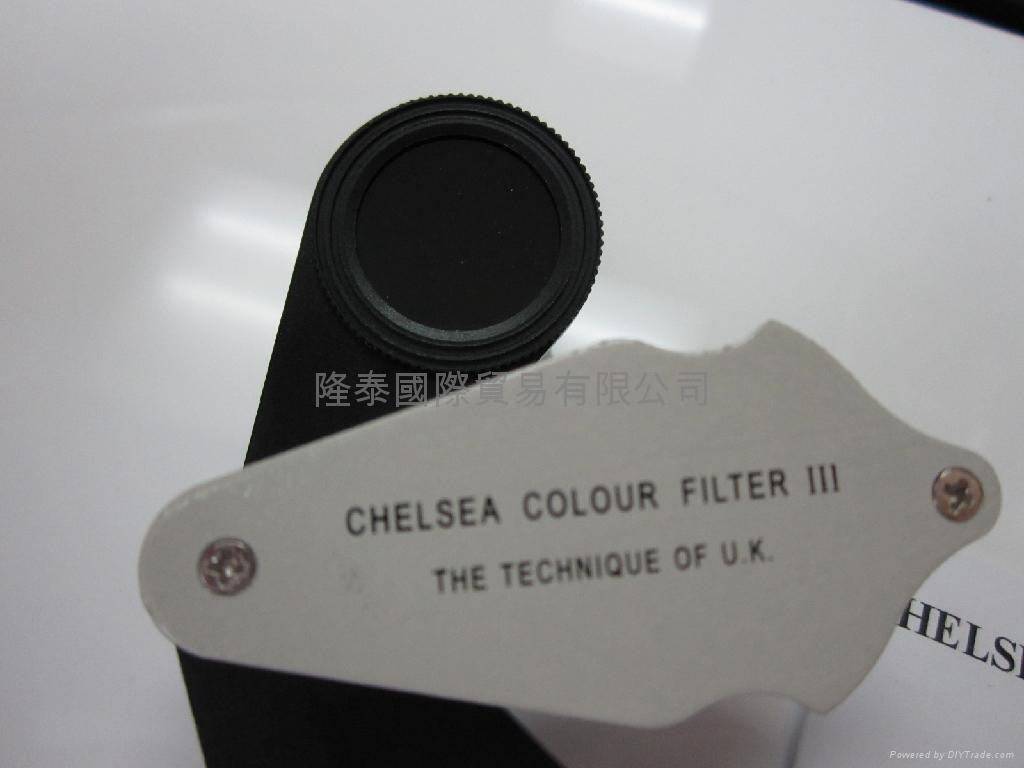 隆泰國際貿易有限公司
CHELSEA COLOUR FILTER III
THE TECHNIQUE OF U.K.
HELS
Powered by DIYTrade.com